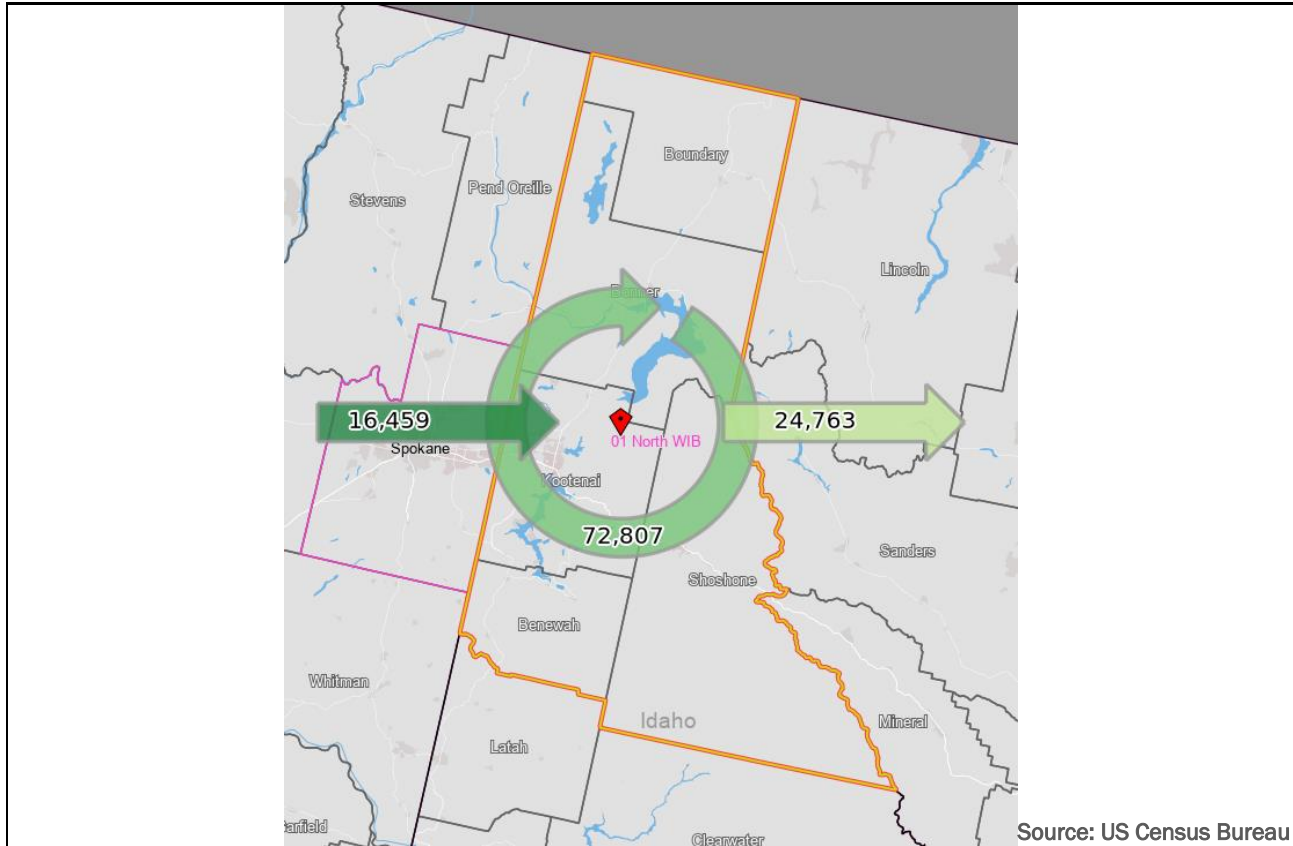 Boundary
Pend Oreille
Stevens
Lincoln
Bonner
16,459
24,763
01 North WIB
Spokane
Kootenai
72,807
Sanders
Shoshone
Benewah
Whitman
Idaho
Mineral
Latah
arfield
Clearwater
Source: US Census Bureau